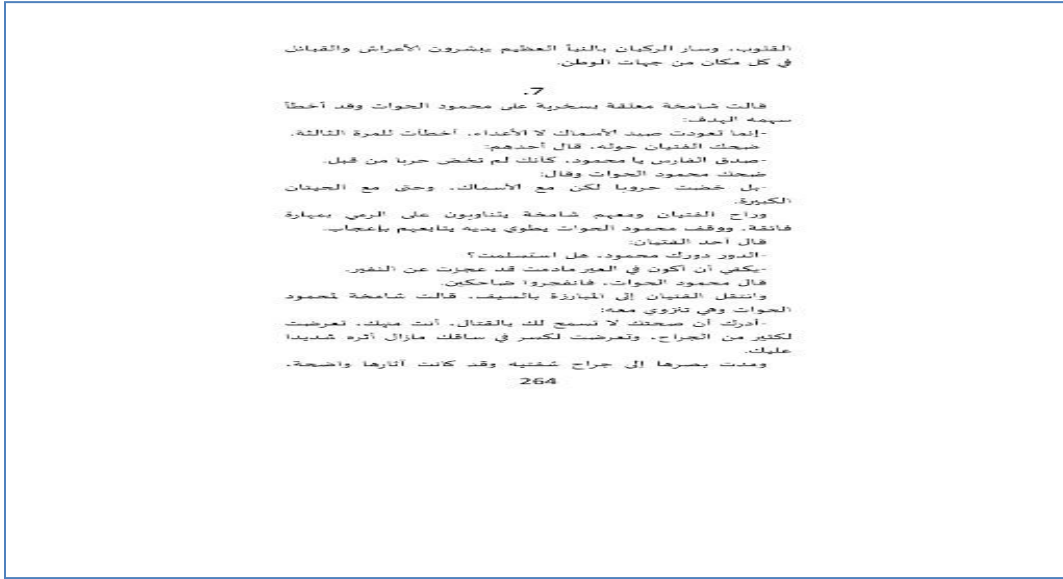 القلوب، وسار الركبان بالنبأ العظيم يبشرون الأعراش والقبائل
في كل مكان من جهات الوطن.
7.
قالت شامخة معلقة بسخرية على محمود الحوات وقد أخطأ
سهمه الهدف:
-إنما تعودت صيد الأسماك لا الأعداء، أخطأت للمرة الثالثة.
ضحك الفتيان حوله، قال أحدهم:
-صدق الفارس يا محمود، كأنك لم تخض حربا من قبل.
ضحك محمود الحوات وقال:
-بل خضت حروبا لكن مع الأسماك، وحتى مع الحيتان
الكبيرة.
وراح الفتيان ومعهم شامخة يتناوبون على الرمي بمهارة
فائقة، ووقف محمود الحوات يطوي يديه يتابعهم بإعجاب.
قال أحد الفتيان:
-الدور دورك محمود، هل استسلمت؟
-يكفي أن أكون في العير مادمت قد عجزت عن النفير.
قال محمود الحوات، فانفجروا ضاحكين.
وانتقل الفتيان إلى المبارزة بالسيف، قالت شامخة لمحمود
الحوات وهي تنزوي معه:
-أدرك أن صحتك لا تسمح لك بالقتال، أنت منهك، تعرضت
لكثير من الجراح، وتعرضت لكسر في ساقك مازال أثره شديدا
عليك.
ومدت بصرها إلى جراح شفتيه وقد كانت آثارها واضحة،
264